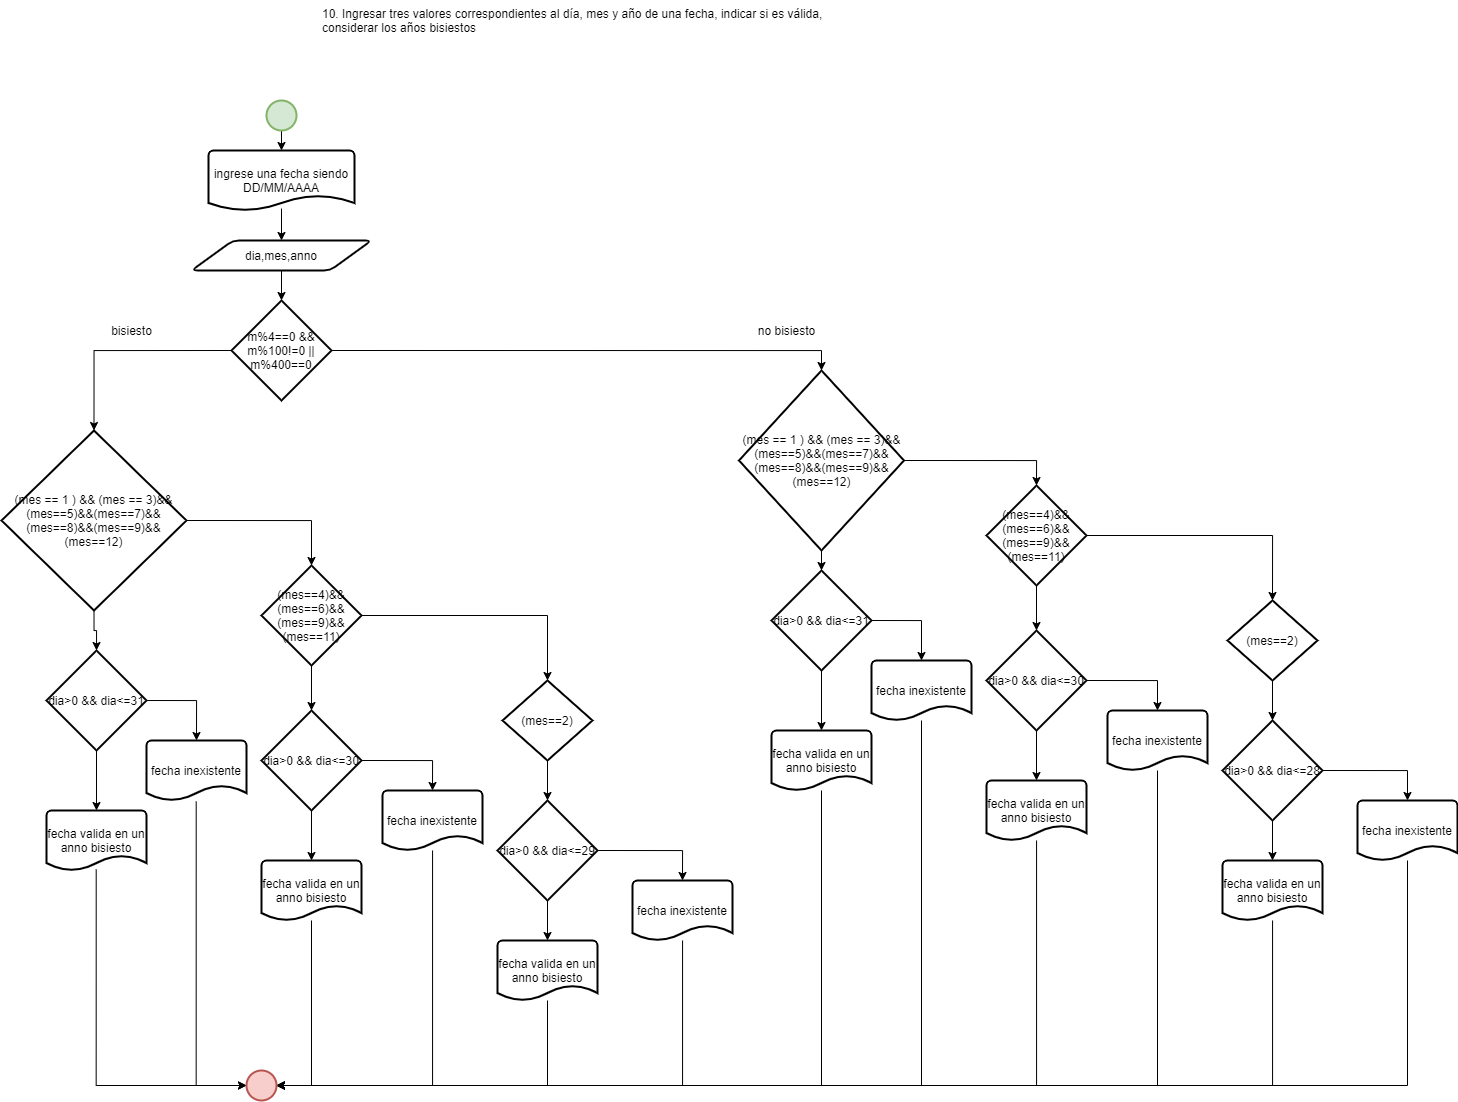 10. Ingresar tres valores correspondientes al día, mes y año de una fecha, indicar si es válida,
considerar los años bisiestos
ingrese una fecha siendo
DD/MM/AAAA
dia,mes,anno
m%4==0 &&
m%100!=0 ||
m%400==0
bisiesto
no bisiesto
(mes == 1 ) && (mes == 3)&&
(mes==5)&&(mes==7)&&
(mes==8)&&(mes==9)&&
(mes==12)
(mes==4)&&
(mes==6)&&
(mes==9)&&
(mes==11)
(mes==2)
dia>0 && dia<=31
fecha inexistente
fecha valida en un
anno bisiesto
dia>0 && dia<=30
fecha inexistente
fecha valida en un
anno bisiesto
dia>0 && dia<=29
fecha inexistente
fecha valida en un
anno bisiesto
(mes == 1 ) && (mes == 3)&&
(mes==5)&&(mes==7)&&
(mes==8)&&(mes==9)&&
(mes==12)
(mes==4)&&
(mes==6)&&
(mes==9)&&
(mes==11)
(mes==2)
dia>0 && dia<=31
fecha inexistente
fecha valida en un
anno bisiesto
dia>0 && dia<=30
fecha inexistente
fecha valida en un
anno bisiesto
dia>0 && dia<=28
fecha inexistente
fecha valida en un
anno bisiesto